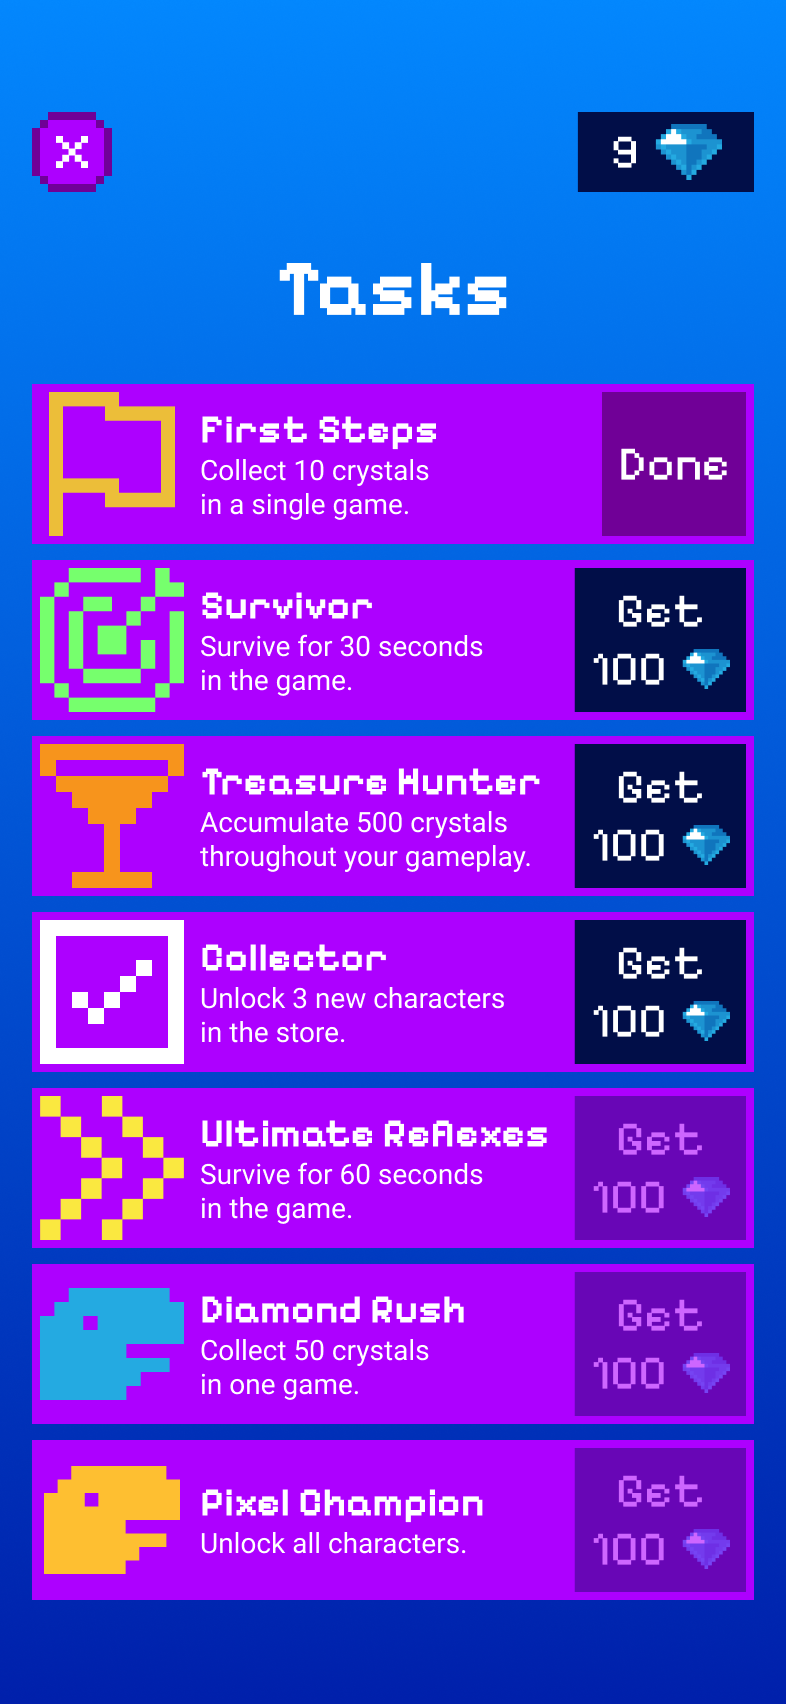 9
Tasks
First Steps
Collect 10 crystals
in a single game.
Done
Survivor
Survive for 30 seconds
in the game.
Get
100
Treasure Hunter
Accumulate 500 crystals
throughout your gameplay.
Get
100
Collector
Unlock 3 new characters
in the store.
Get
100
Ultimate Reflexes
Survive for 60 seconds
in the game.
Get
100
Diamond Rush
Collect 50 crystals
in one game.
Get
100
Pixel Champion
Unlock all characters.
Get
100